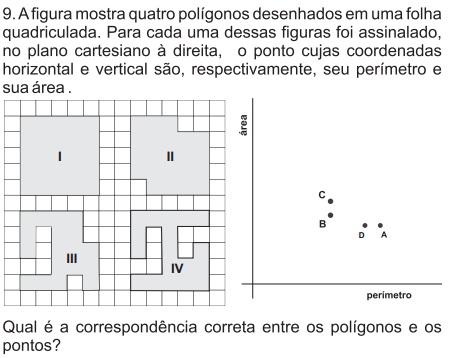 9. A figura mostra quatro polígonos desenhados em uma folha
quadriculada. Para cada uma dessas figuras foi assinalado,
no plano cartesiano à direita, o ponto cujas coordenadas
horizontal e vertical são, respectivamente, seu perímetro e
sua área .
I
II
III
IV
área
C
B
D
A
perímetro
Qual é a correspondência correta entre os polígonos e os
pontos?